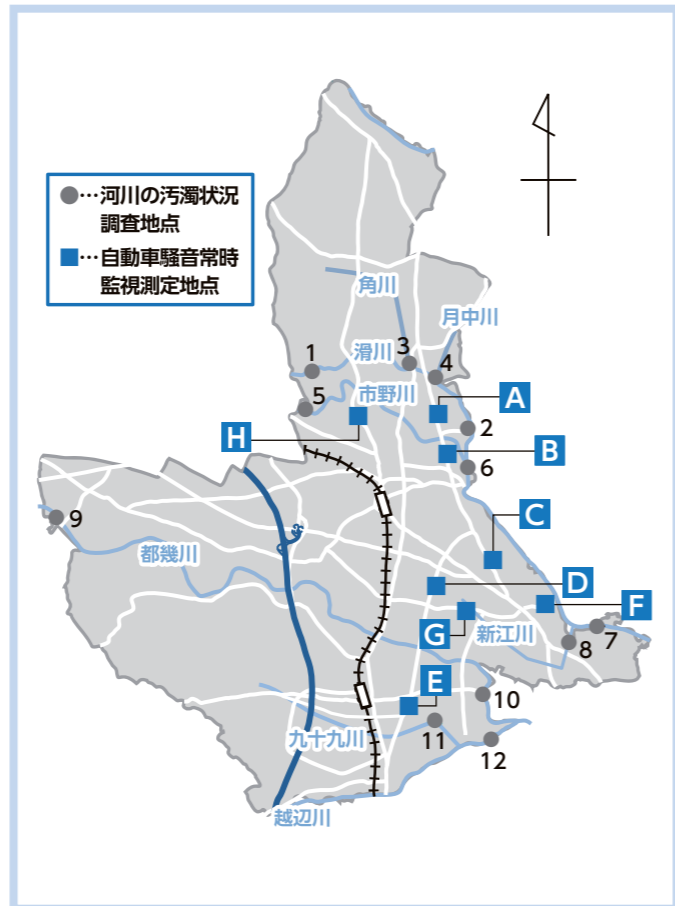 ●…河川の汚濁状況
調査地点
■…自動車騒音常時
監視測定地点
角川
月中川
滑川
1
3
4
5
市野川
A
H
2
B
6
C
9
都幾川
D
F
G
新江川
8
7
E
10
九十九川
11
12
越辺川